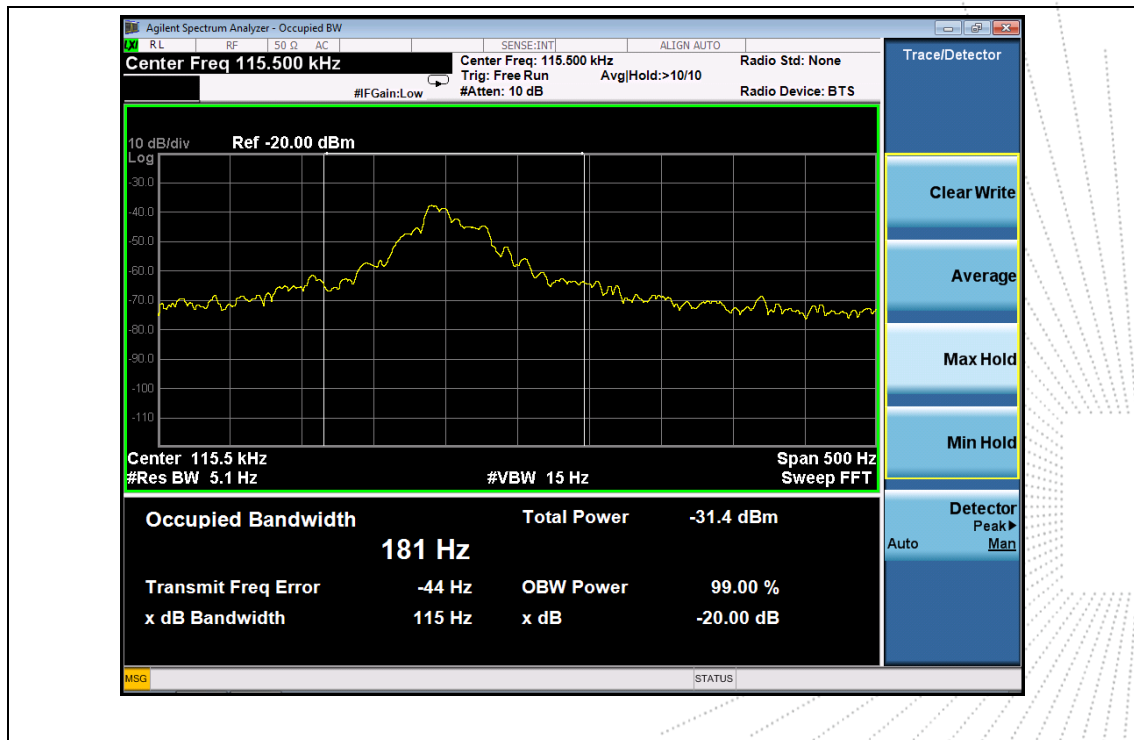 Agilent Spectrum Analyzer - Occupied BW
LXI RL RF 50 Ω AC SENSE:INT ALIGN AUTO
Center Freq 115.500 kHz
Center Freq: 115.500 kHz Radio Std: None
Trig: Free Run Avg|Hold:>10/10
#IFGain:Low #Atten: 10 dB Radio Device: BTS
10 dB/div Ref -20.00 dBm
Log
-30.0
-40.0
-50.0
-60.0
-70.0
-80.0
-90.0
-100
-110
Center 115.5 kHz Span 500 Hz
#Res BW 5.1 Hz #VBW 15 Hz Sweep FFT
Occupied Bandwidth Total Power -31.4 dBm
181 Hz
Transmit Freq Error -44 Hz OBW Power 99.00 %
x dB Bandwidth 115 Hz x dB -20.00 dB
Trace/Detector
Clear Write
Average
Max Hold
Min Hold
Detector
Peak▶
Auto Man
MSG STATUS